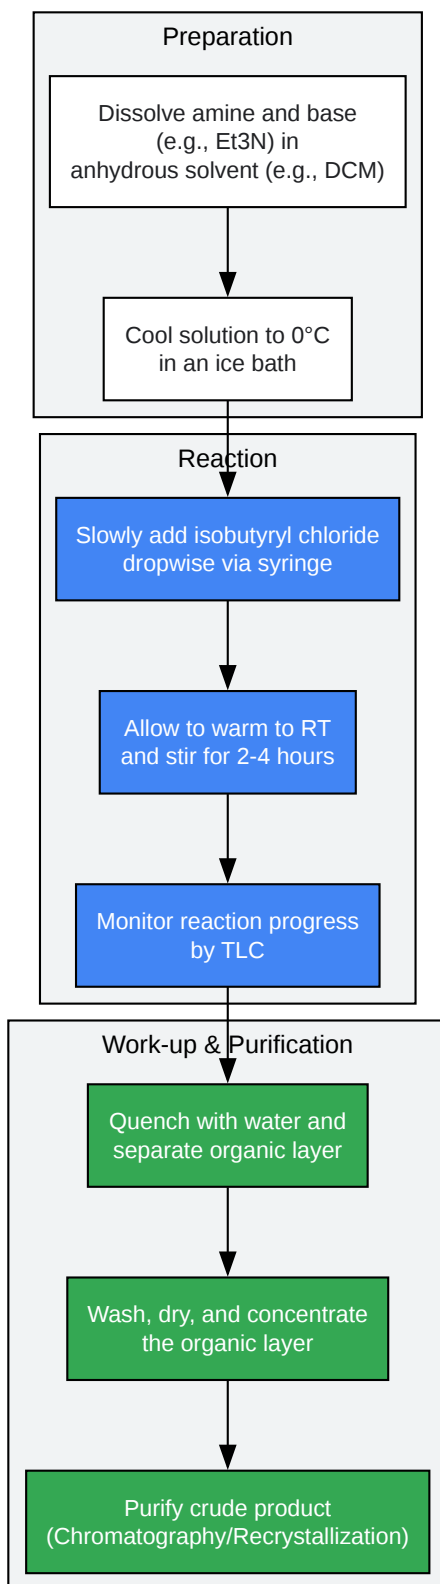 Preparation
Dissolve amine and base
(e.g., Et3N) in
anhydrous solvent (e.g., DCM)
Cool solution to 0°C
in an ice bath
Reaction
Slowly add isobutyryl chloride
dropwise via syringe
Allow to warm to RT
and stir for 2-4 hours
Monitor reaction progress
by TLC
Work-up & Purification
Quench with water and
separate organic layer
Wash, dry, and concentrate
the organic layer
Purify crude product
(Chromatography/Recrystallization)